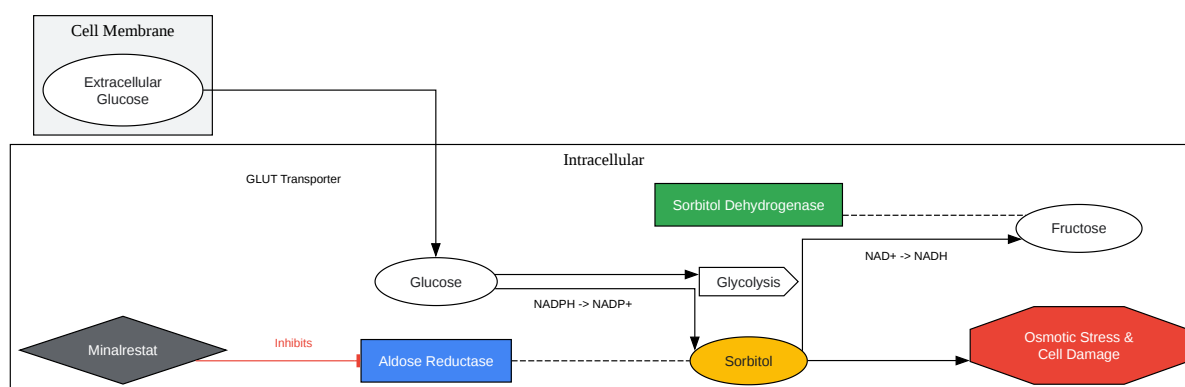 Cell Membrane
Extracellular
Glucose
Intracellular
GLUT Transporter
Sorbitol Dehydrogenase
Fructose
NAD+ -> NADH
Glucose
Glycolysis
NADPH -> NADP+
Minalrestat
Inhibits
Aldose Reductase
Sorbitol
Osmotic Stress &
Cell Damage